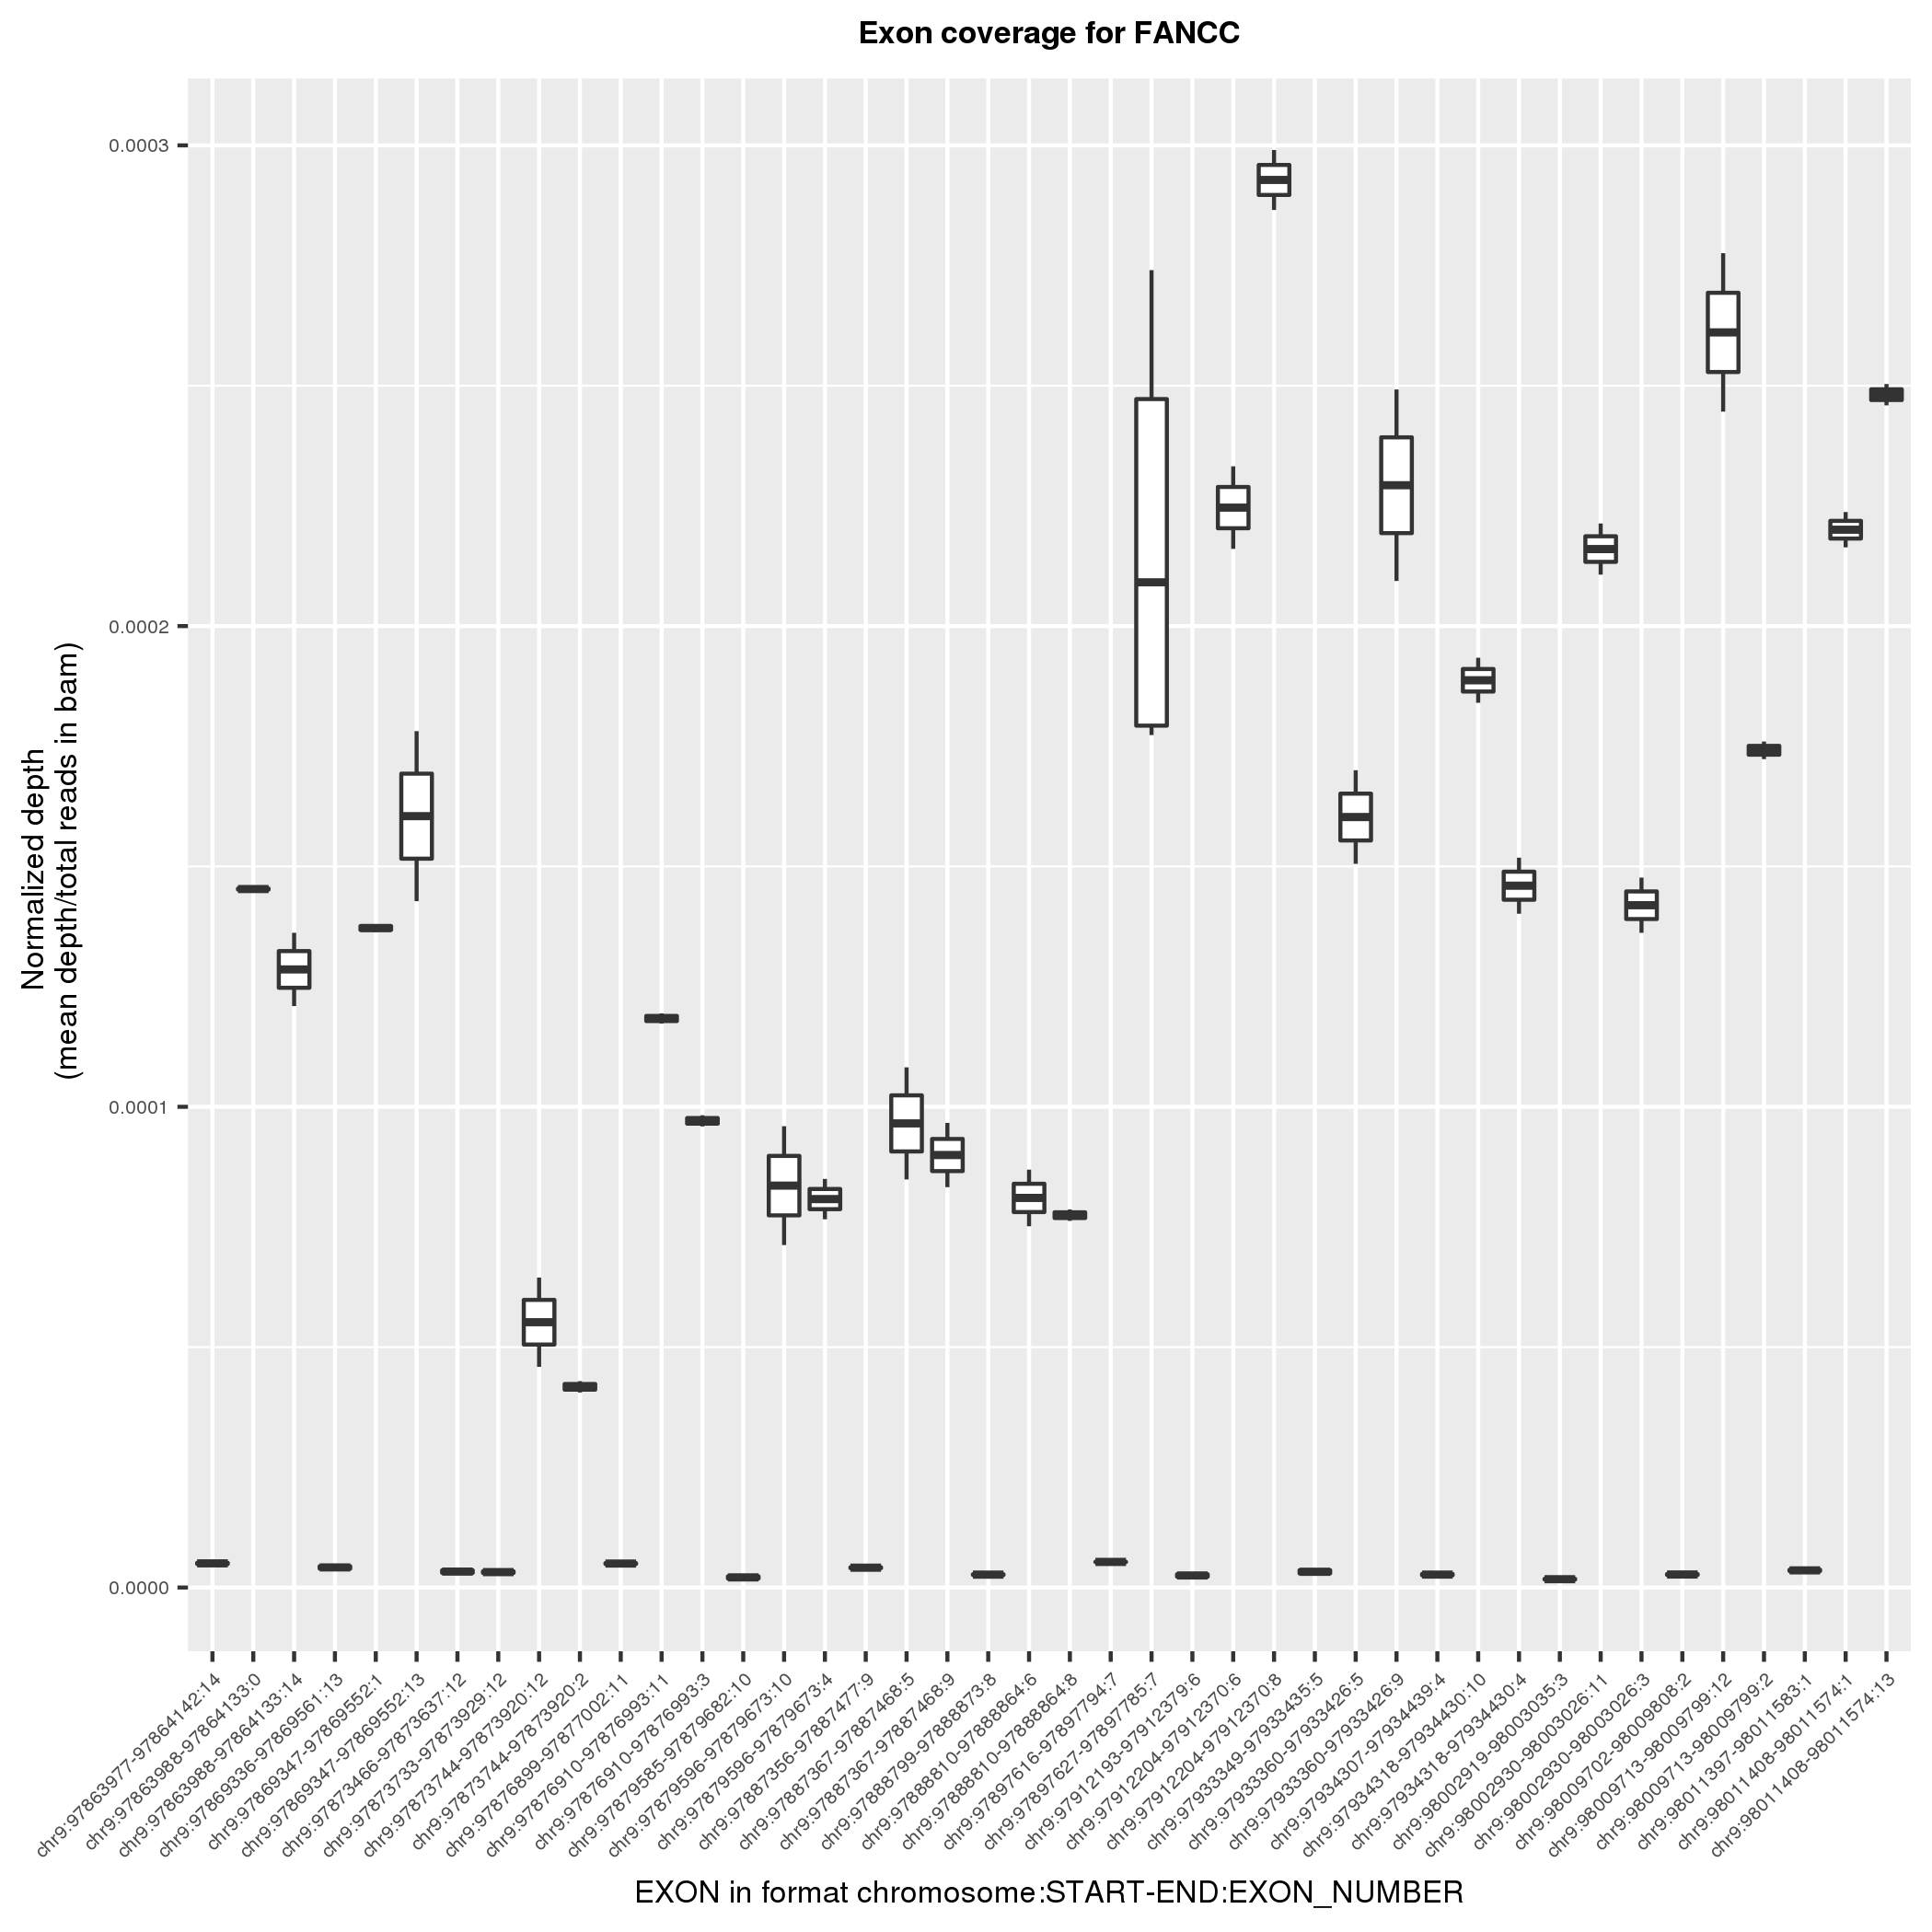 Exon coverage for FANCC
0.0003
0.0002
0.0001
0.0000
Normalized depth
(mean depth/total reads in bam)
chr9:97863977-97864142:14
chr9:97863988-97864133:0
chr9:97863988-97864133:14
chr9:97869336-97869561:13
chr9:97869347-97869552:1
chr9:97869347-97869552:13
chr9:97873466-97873637:12
chr9:97873733-97873929:12
chr9:97873744-97873920:12
chr9:97873744-97873920:2
chr9:97876899-97877002:11
chr9:97876910-97876993:11
chr9:97876910-97876993:3
chr9:97879585-97879682:10
chr9:97879596-97879673:10
chr9:97879596-97879673:4
chr9:97887356-97887477:9
chr9:97887367-97887468:5
chr9:97887367-97887468:9
chr9:97888799-97888873:8
chr9:97888810-97888864:6
chr9:97888810-97888864:8
chr9:97897616-97897794:7
chr9:97897627-97897785:7
chr9:97912193-97912379:6
chr9:97912204-97912370:6
chr9:97912204-97912370:8
chr9:97933349-97933435:5
chr9:97933360-97933426:5
chr9:97933360-97933426:9
chr9:97934307-97934439:4
chr9:97934318-97934430:10
chr9:97934318-97934430:4
chr9:98002919-98003035:3
chr9:98002930-98003026:11
chr9:98002930-98003026:3
chr9:98009702-98009808:2
chr9:98009713-98009799:12
chr9:98009713-98009799:2
chr9:98011397-98011583:1
chr9:98011408-98011574:1
chr9:98011408-98011574:13
EXON in format chromosome:START-END:EXON_NUMBER